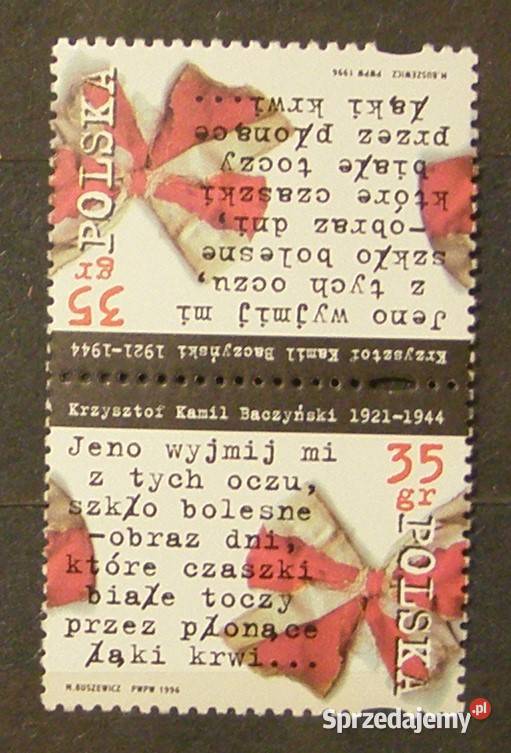 M.BUSZEWICZ PWPW 1996
Jeno wyjmij mi
z tych oczu,
szkło bolesne
-obraz dni,
które czaszki
białe toczy
przez płonące
łąki krwi...
35
gr
POLSKA
Krzysztof Kamil Baczyński 1921-1944
Krzysztof Kamil Baczyński 1921-1944
Jeno wyjmij mi
z tych oczu,
szkło bolesne
-obraz dni,
które czaszki
białe toczy
przez płonące
łąki krwi...
35
gr
POLSKA
M.BUSZEWICZ PWPW 1996
Sprzedajemy.pl